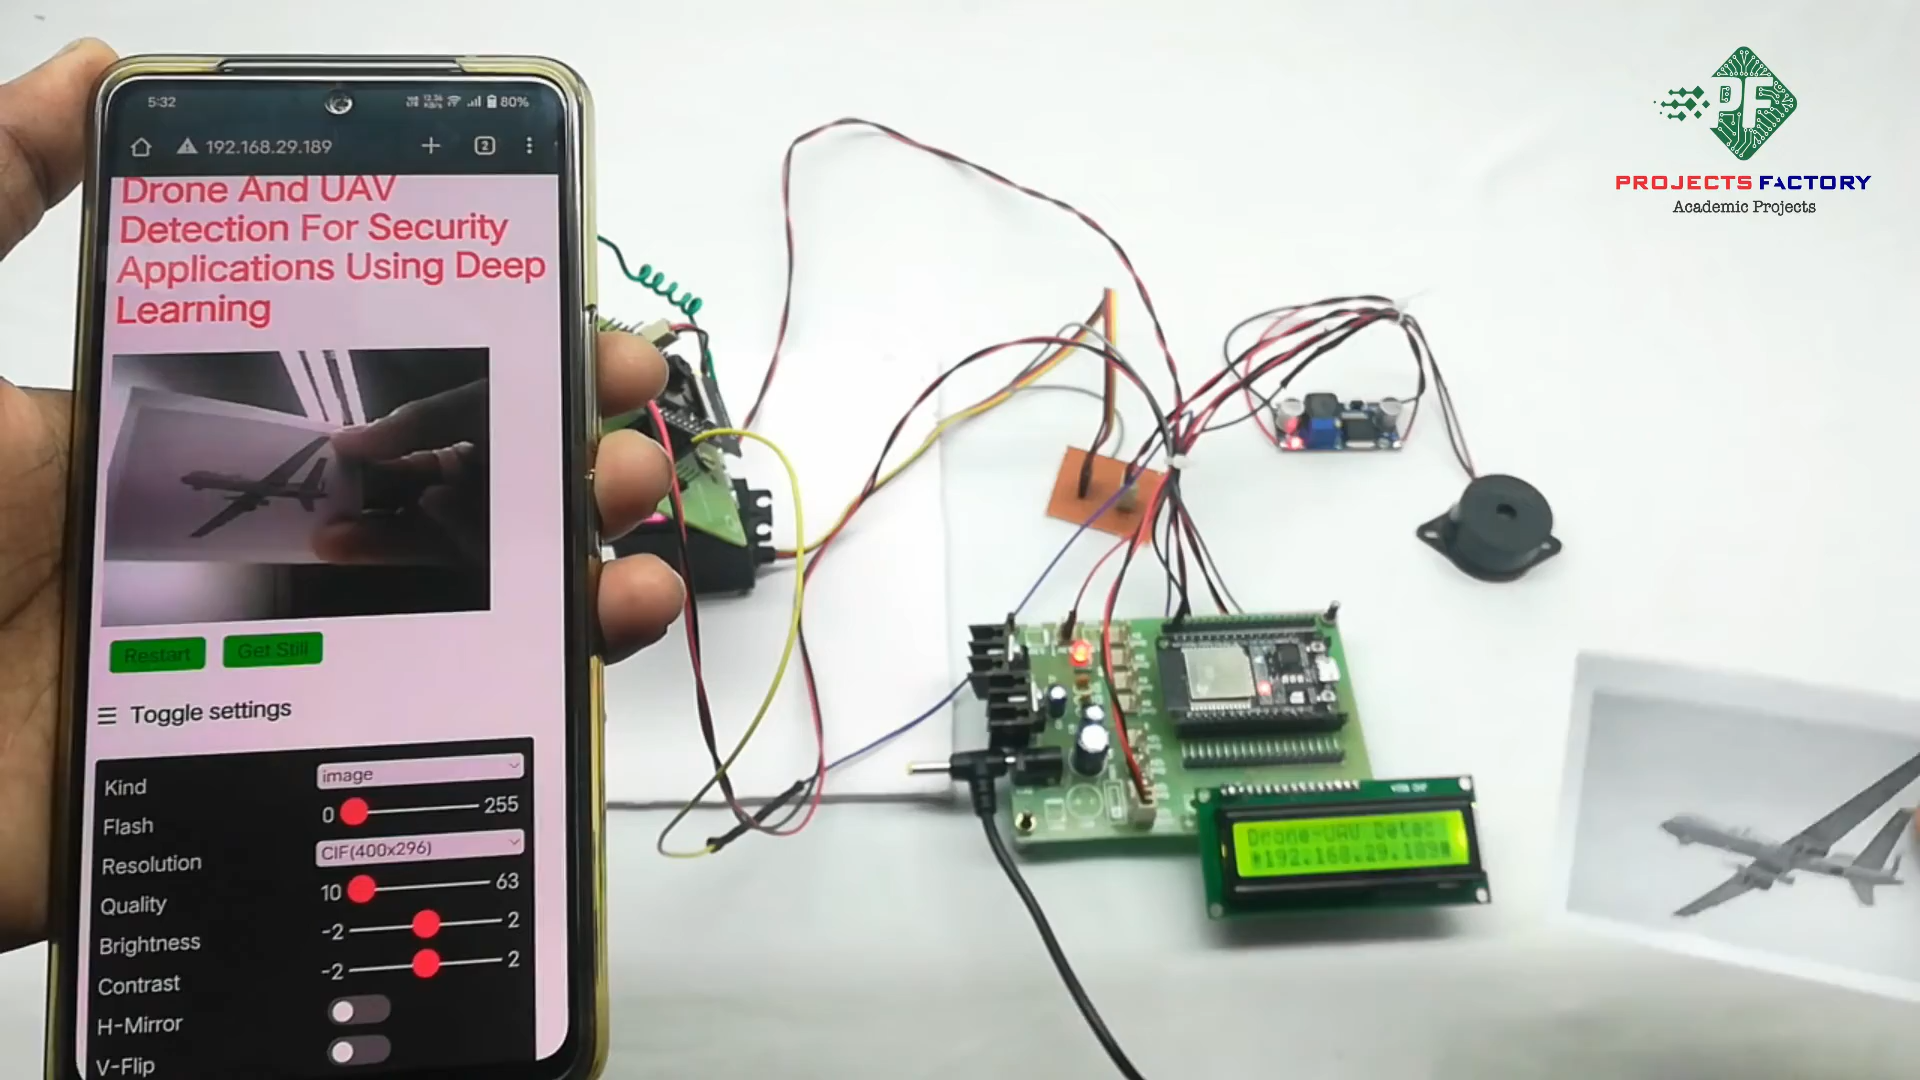 5:32
80%
192.168.29.189
2
Drone And UAV
Detection For Security
Applications Using Deep
Learning
Restart
Get Still
Toggle settings
Kind
image
Flash
0
255
Resolution
CIF(400x296)
Quality
10
63
Brightness
-2
2
Contrast
-2
2
H-Mirror
V-Flip
PF
PROJECTS FACTORY
Academic Projects
Drone-UAV Detec
*192.168.29.189#